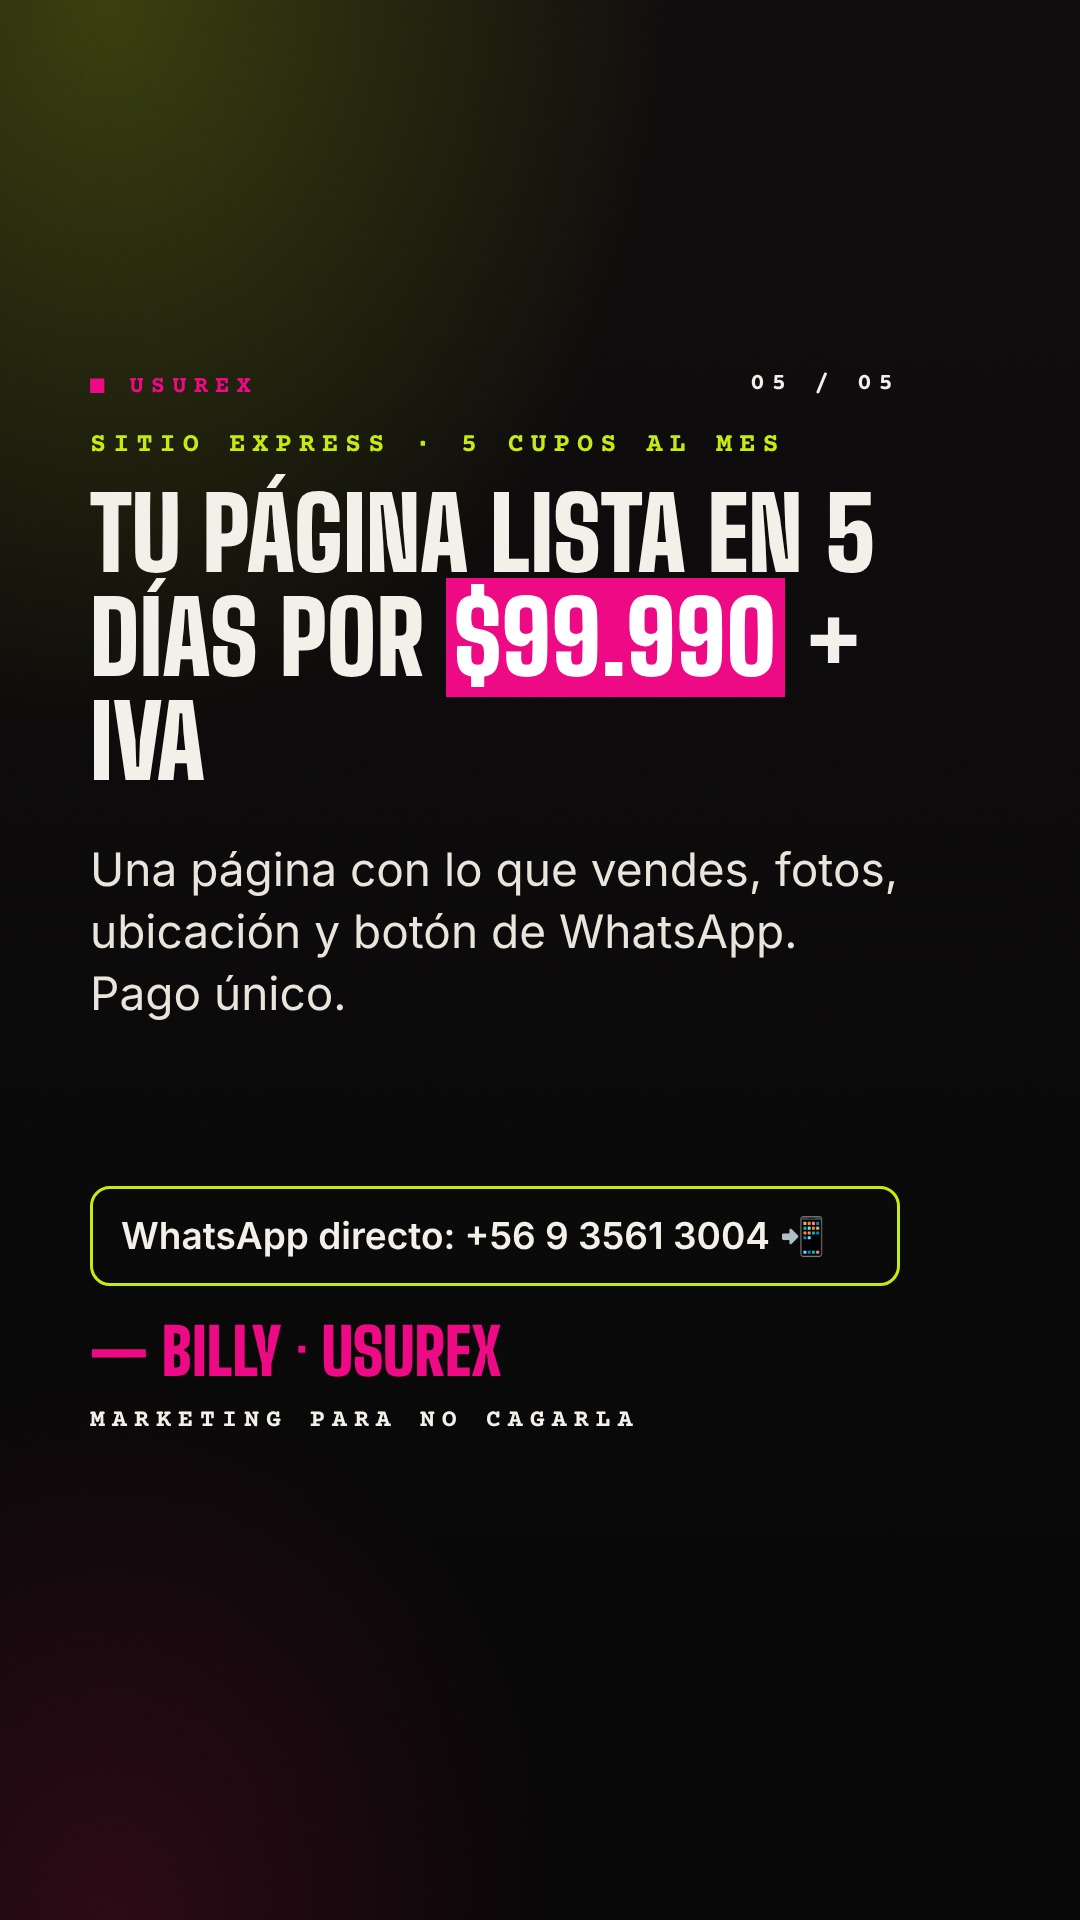 ■ USUREX
05 / 05
SITIO EXPRESS · 5 CUPOS AL MES
TU PÁGINA LISTA EN 5
DÍAS POR $99.990 +
IVA
Una página con lo que vendes, fotos,
ubicación y botón de WhatsApp.
Pago único.
WhatsApp directo: +56 9 3561 3004 📲
— BILLY · USUREX
MARKETING PARA NO CAGARLA